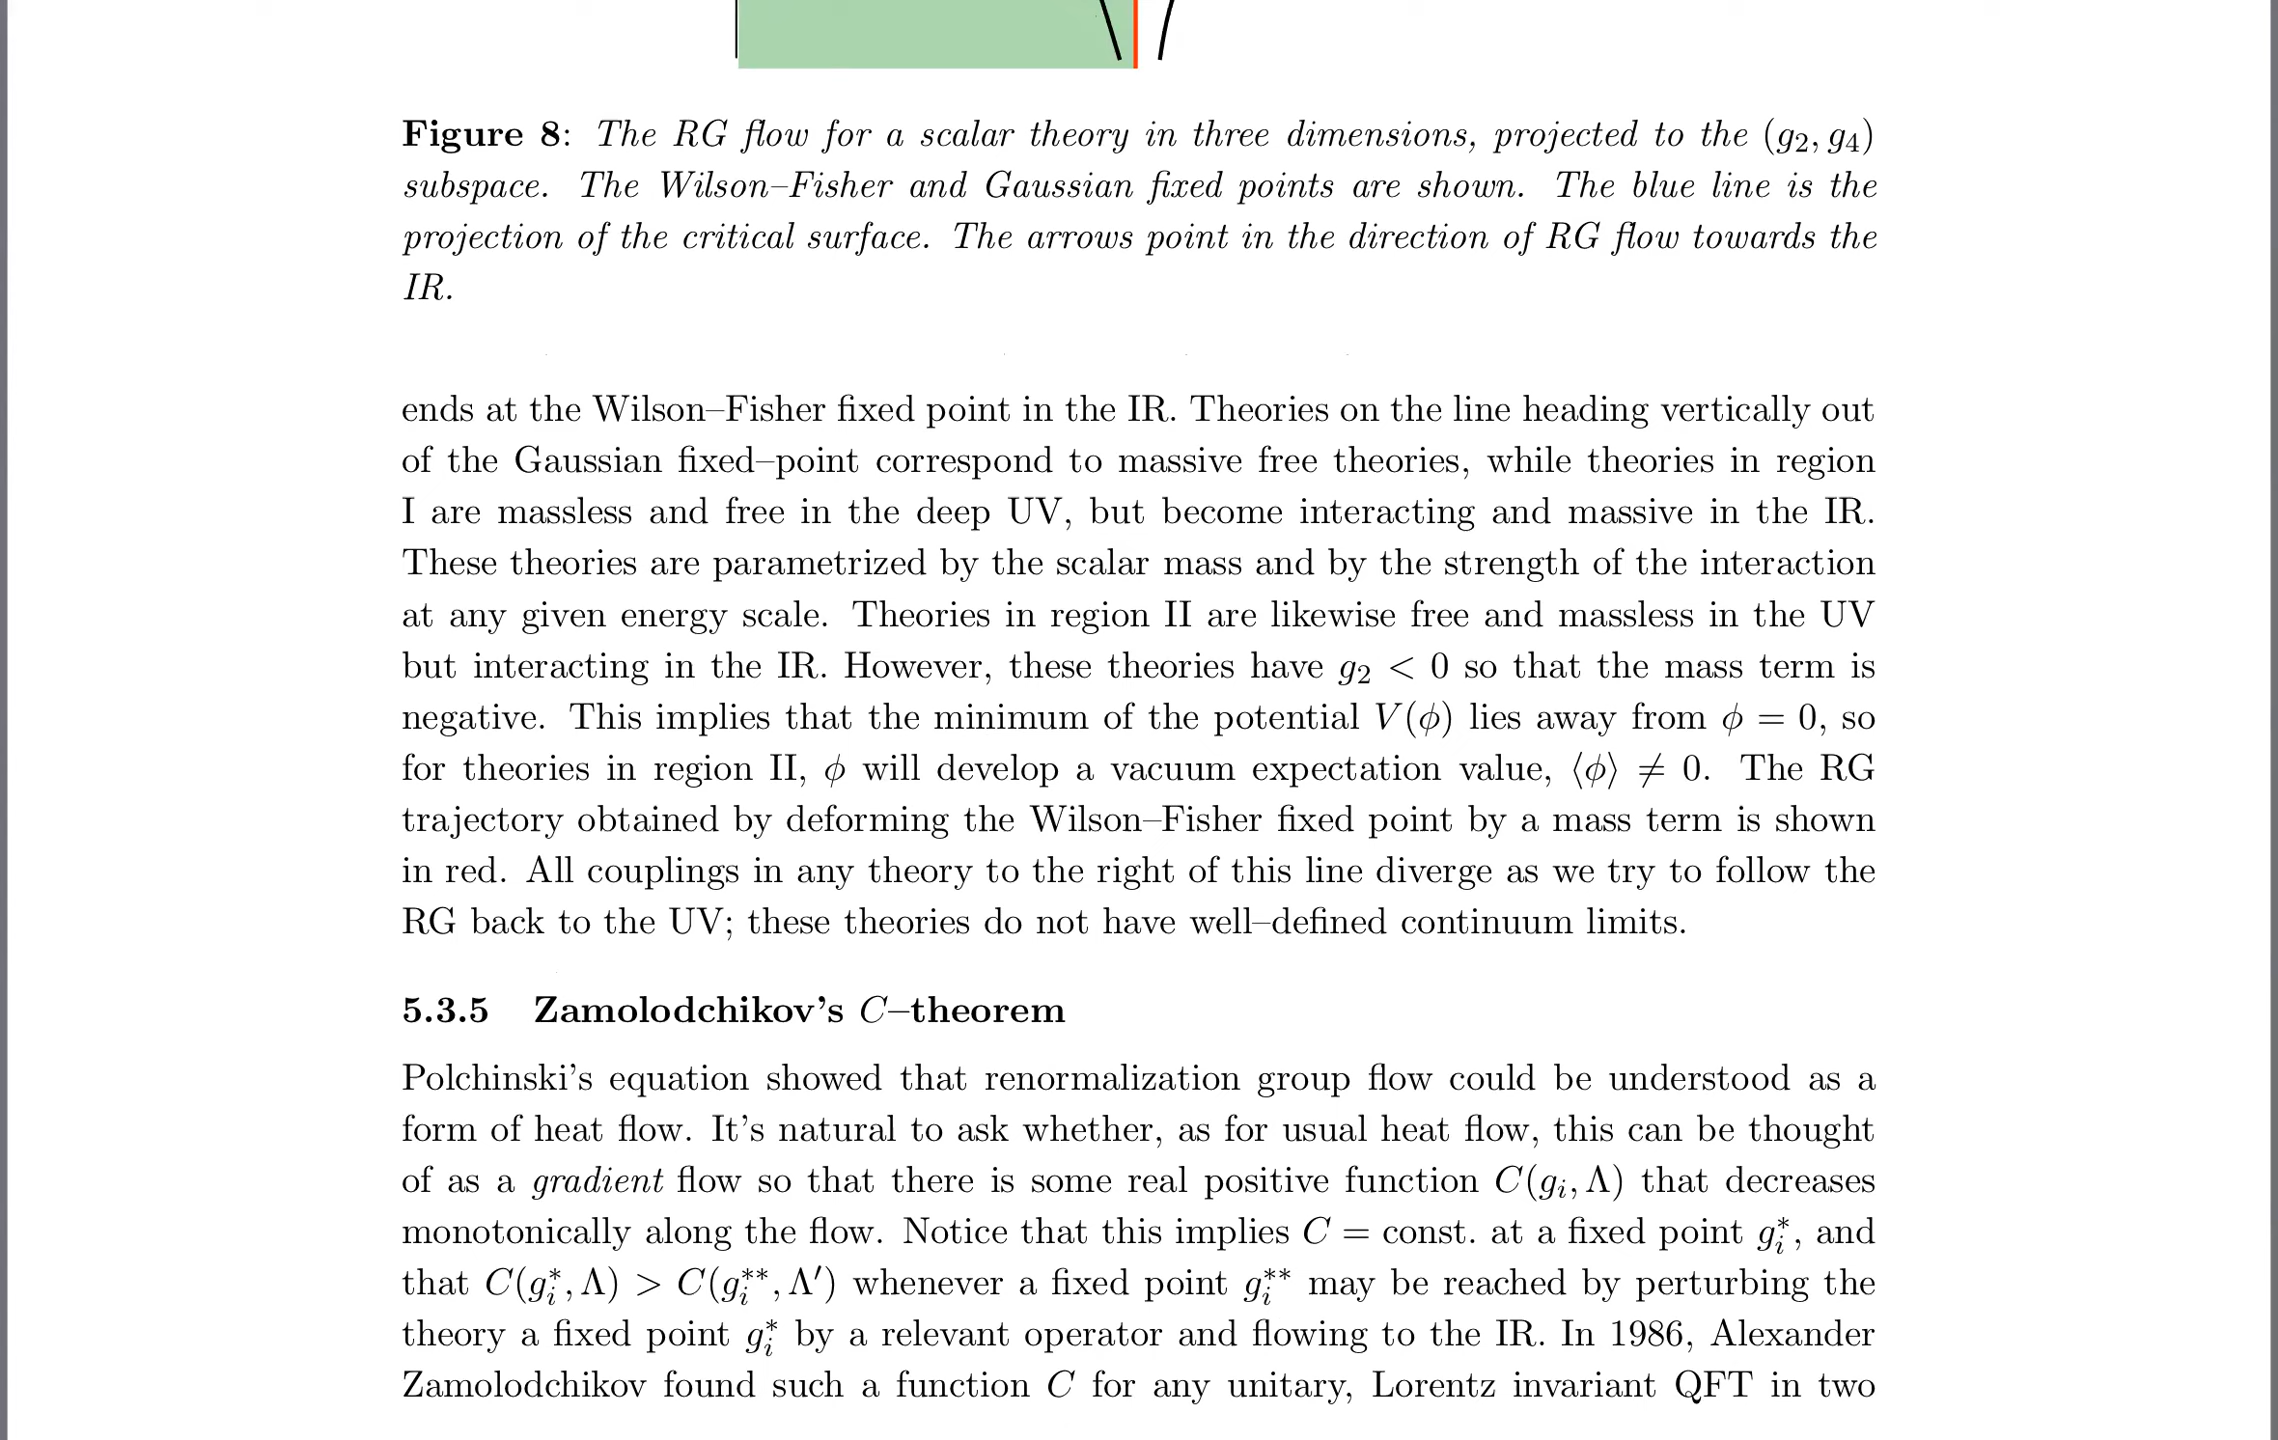 Figure 8: The RG flow for a scalar theory in three dimensions, projected to the (g₂, g₄)
subspace. The Wilson–Fisher and Gaussian fixed points are shown. The blue line is the
projection of the critical surface. The arrows point in the direction of RG flow towards the
IR.
ends at the Wilson–Fisher fixed point in the IR. Theories on the line heading vertically out
of the Gaussian fixed–point correspond to massive free theories, while theories in region
I are massless and free in the deep UV, but become interacting and massive in the IR.
These theories are parametrized by the scalar mass and by the strength of the interaction
at any given energy scale. Theories in region II are likewise free and massless in the UV
but interacting in the IR. However, these theories have g₂ < 0 so that the mass term is
negative. This implies that the minimum of the potential V(ϕ) lies away from ϕ = 0, so
for theories in region II, ϕ will develop a vacuum expectation value, ⟨ϕ⟩ ≠ 0. The RG
trajectory obtained by deforming the Wilson–Fisher fixed point by a mass term is shown
in red. All couplings in any theory to the right of this line diverge as we try to follow the
RG back to the UV; these theories do not have well–defined continuum limits.
5.3.5 Zamolodchikov's C–theorem
Polchinski's equation showed that renormalization group flow could be understood as a
form of heat flow. It's natural to ask whether, as for usual heat flow, this can be thought
of as a gradient flow so that there is some real positive function C(gᵢ, Λ) that decreases
monotonically along the flow. Notice that this implies C = const. at a fixed point gᵢ*, and
that C(gᵢ*, Λ) > C(gᵢ**, Λ′) whenever a fixed point gᵢ** may be reached by perturbing the
theory a fixed point gᵢ* by a relevant operator and flowing to the IR. In 1986, Alexander
Zamolodchikov found such a function C for any unitary, Lorentz invariant QFT in two